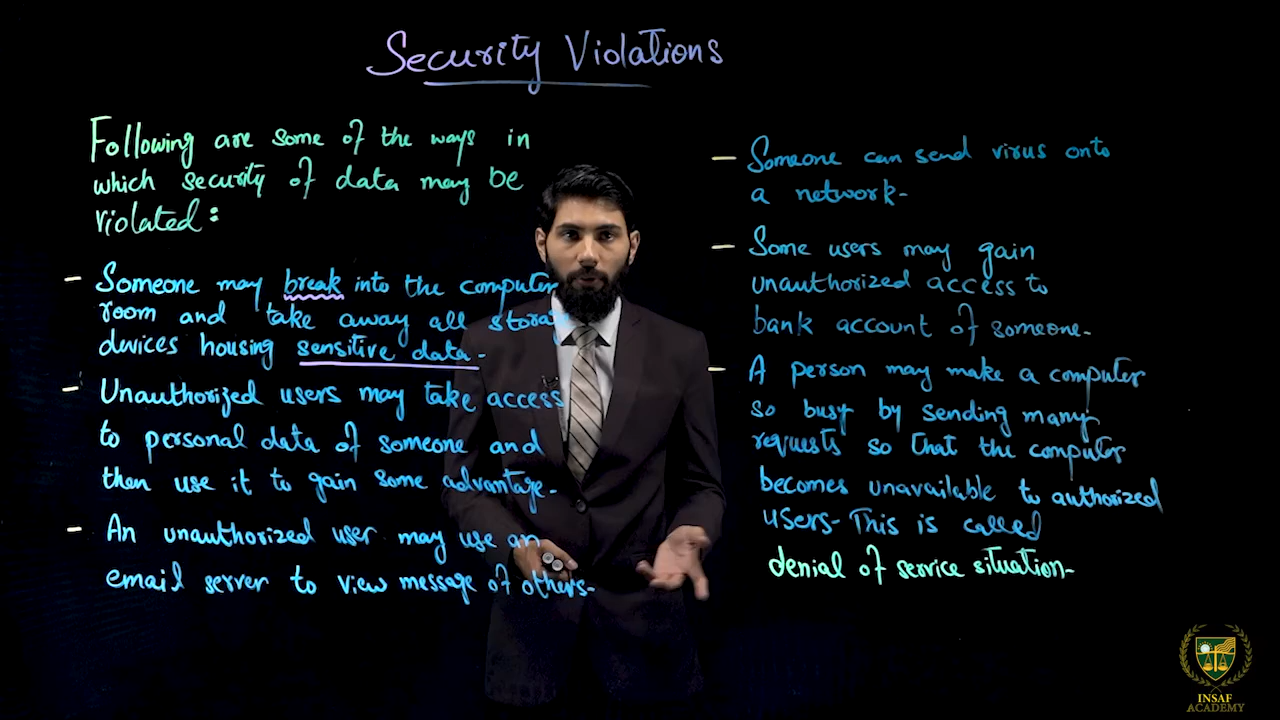 Security Violations
Following are some of the ways in
which security of data may be
violated:
- Someone may break into the computer
room and take away all storage
devices housing sensitive data-
- Unauthorized users may take access
to personal data of someone and
then use it to gain some advantage-
- An unauthorized user may use an
email server to view message of others-
- Someone can send virus onto
a network-
- Some users may gain
unauthorized access to
bank account of someone-
- A person may make a computer
so busy by sending many
requests so that the computer
becomes unavailable to authorized
users- This is called
denial of service situation-
INSAF
ACADEMY